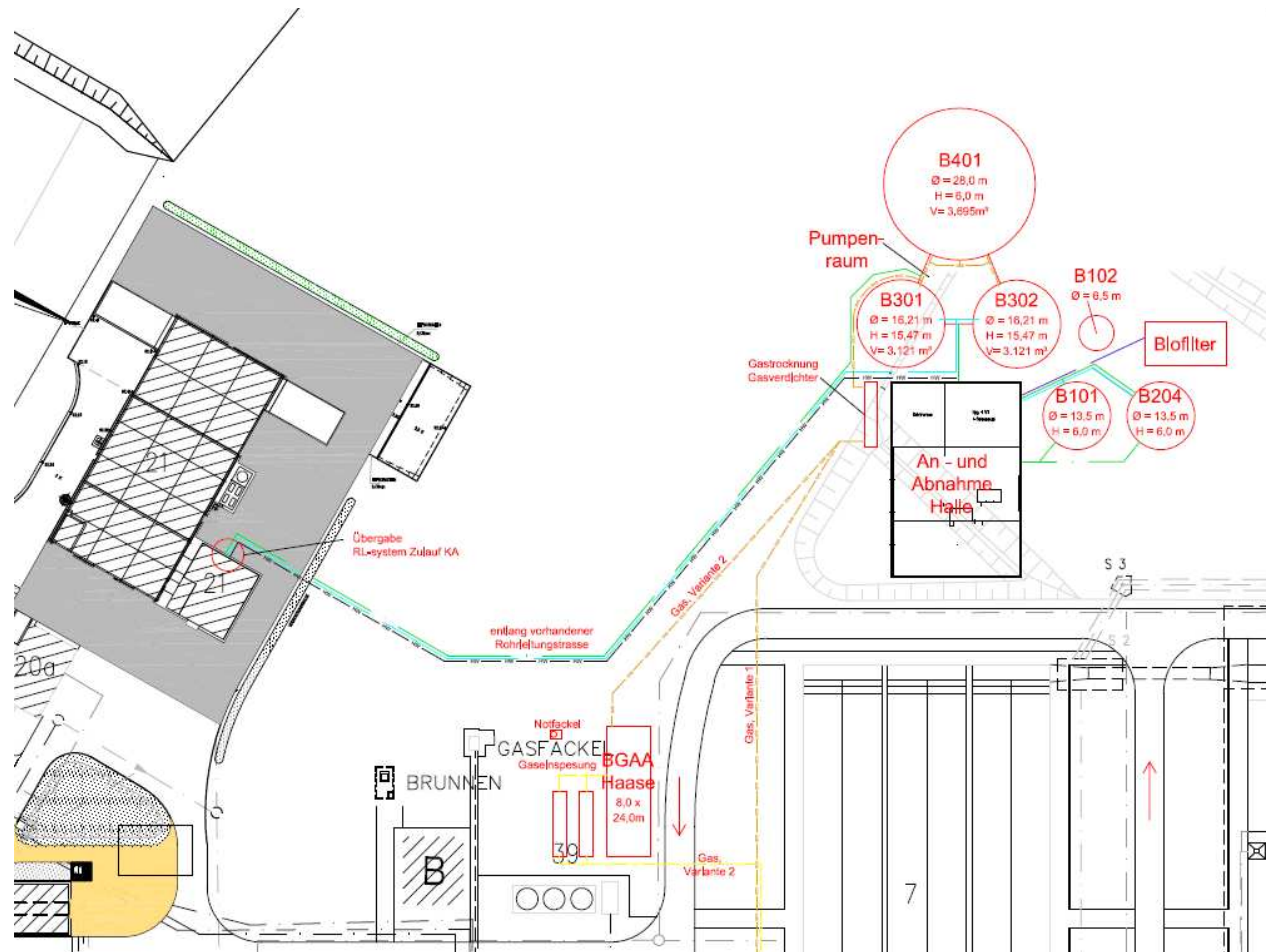 B401
Ø = 28,0 m
H = 6,0 m
V= 3.695m³
Pumpen-
raum
B301
Ø = 16,21 m
H = 15,47 m
V= 3.121 m³
B302
Ø = 16,21 m
H = 15,47 m
V= 3.121 m³
B102
Ø = 6,5 m
Biofilter
Gastrocknung
Gasverdichter
B101
Ø = 13,5 m
H = 6,0 m
B204
Ø = 13,5 m
H = 6,0 m
An - und
Abnahme
Halle
21
21
20a
Übergabe
RL-system Zulauf KA
entlang vorhandener
Rohrleitungstrasse
Gas, Variante 2
Gas, Variante 1
S 3
S 2
Notfackel
GASFACKEL
Gaseinspesung
BGAA
Haase
8,0 x
24,0m
BRUNNEN
39
B
Gas,
Variante 2
7